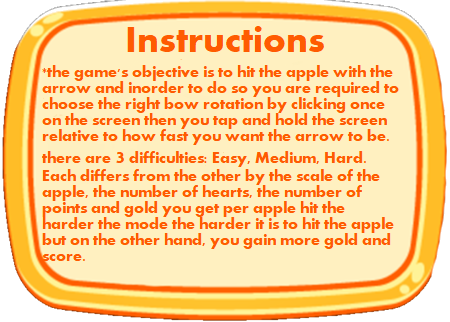 Instructions
*the game's objective is to hit the apple with the
arrow and inorder to do so you are required to
choose the right bow rotation by clicking once
on the screen then you tap and hold the screen
relative to how fast you want the arrow to be.
there are 3 difficulties: Easy, Medium, Hard.
Each differs from the other by the scale of the
apple, the number of hearts, the number of
points and gold you get per apple hit the
harder the mode the harder it is to hit the apple
but on the other hand, you gain more gold and
score.